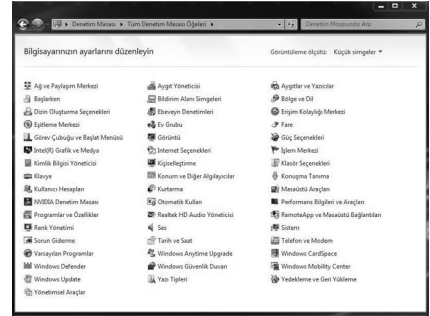 Denetim Masası ▸ Tüm Denetim Masası Öğeleri ▸
Denetim Masasında Ara
Bilgisayarınızın ayarlarını düzenleyin
Görüntüleme ölçütü: Küçük simgeler
Ağ ve Paylaşım Merkezi
Aygıt Yöneticisi
Aygıtlar ve Yazıcılar
Başlarken
Bildirim Alanı Simgeleri
Bölge ve Dil
Dizin Oluşturma Seçenekleri
Ebeveyn Denetimleri
Erişim Kolaylığı Merkezi
Eşitleme Merkezi
Ev Grubu
Fare
Görev Çubuğu ve Başlat Menüsü
Görüntü
Güç Seçenekleri
Intel(R) Grafik ve Medya
Internet Seçenekleri
İşlem Merkezi
Kimlik Bilgisi Yöneticisi
Kişiselleştirme
Klasör Seçenekleri
Klavye
Konum ve Diğer Algılayıcılar
Konuşma Tanıma
Kullanıcı Hesapları
Kurtarma
Masaüstü Araçları
NVIDIA Denetim Masası
Otomatik Kullan
Performans Bilgileri ve Araçları
Programlar ve Özellikler
Realtek HD Audio Yöneticisi
RemoteApp ve Masaüstü Bağlantıları
Renk Yönetimi
Ses
Sistem
Sorun Giderme
Tarih ve Saat
Telefon ve Modem
Varsayılan Programlar
Windows Anytime Upgrade
Windows CardSpace
Windows Defender
Windows Güvenlik Duvarı
Windows Mobility Center
Windows Update
Yazı Tipleri
Yedekleme ve Geri Yükleme
Yönetimsel Araçlar